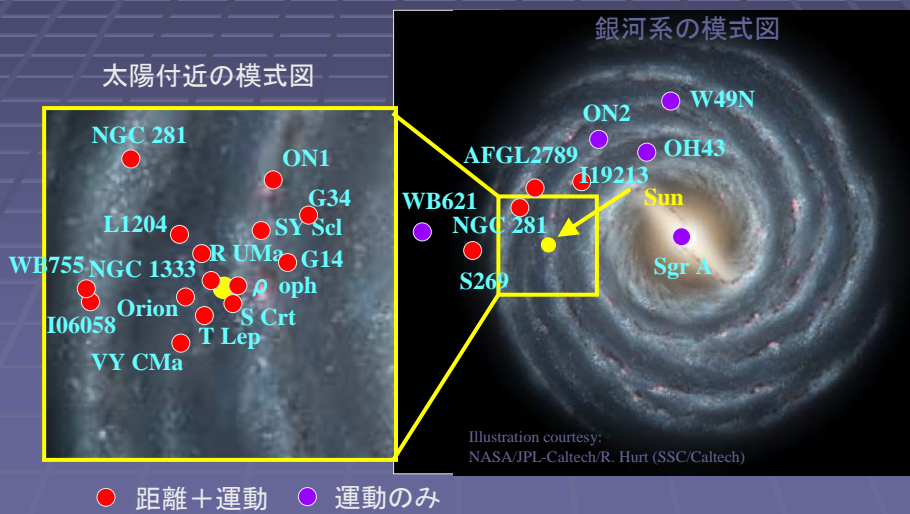 銀河系の模式図
太陽付近の模式図
NGC 281
ON1
G34
L1204
SY Scl
R UMa
G14
WB755
NGC 1333
ρ oph
Orion
S Crt
I06058
T Lep
VY CMa
W49N
ON2
OH43
AFGL2789
I19213
Sun
WB621
NGC 281
Sgr A
S269
Illustration courtesy:
NASA/JPL-Caltech/R. Hurt (SSC/Caltech)
距離＋運動
運動のみ